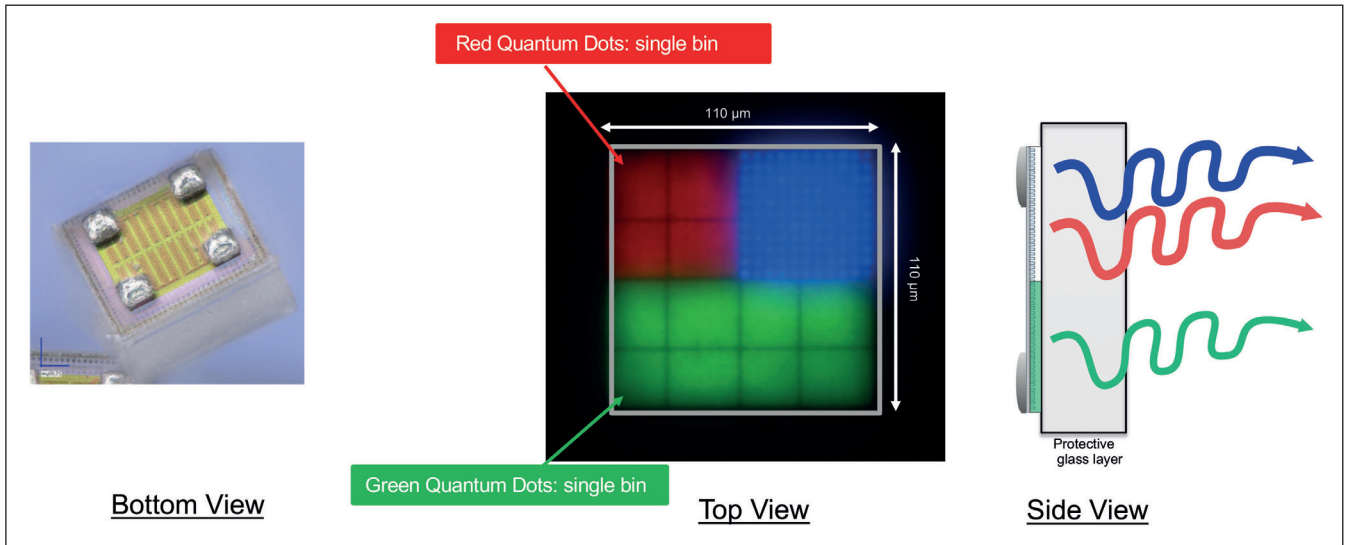 Red Quantum Dots: single bin
110 µm
110 µm
Green Quantum Dots: single bin
Protective
glass layer
Bottom View
Top View
Side View